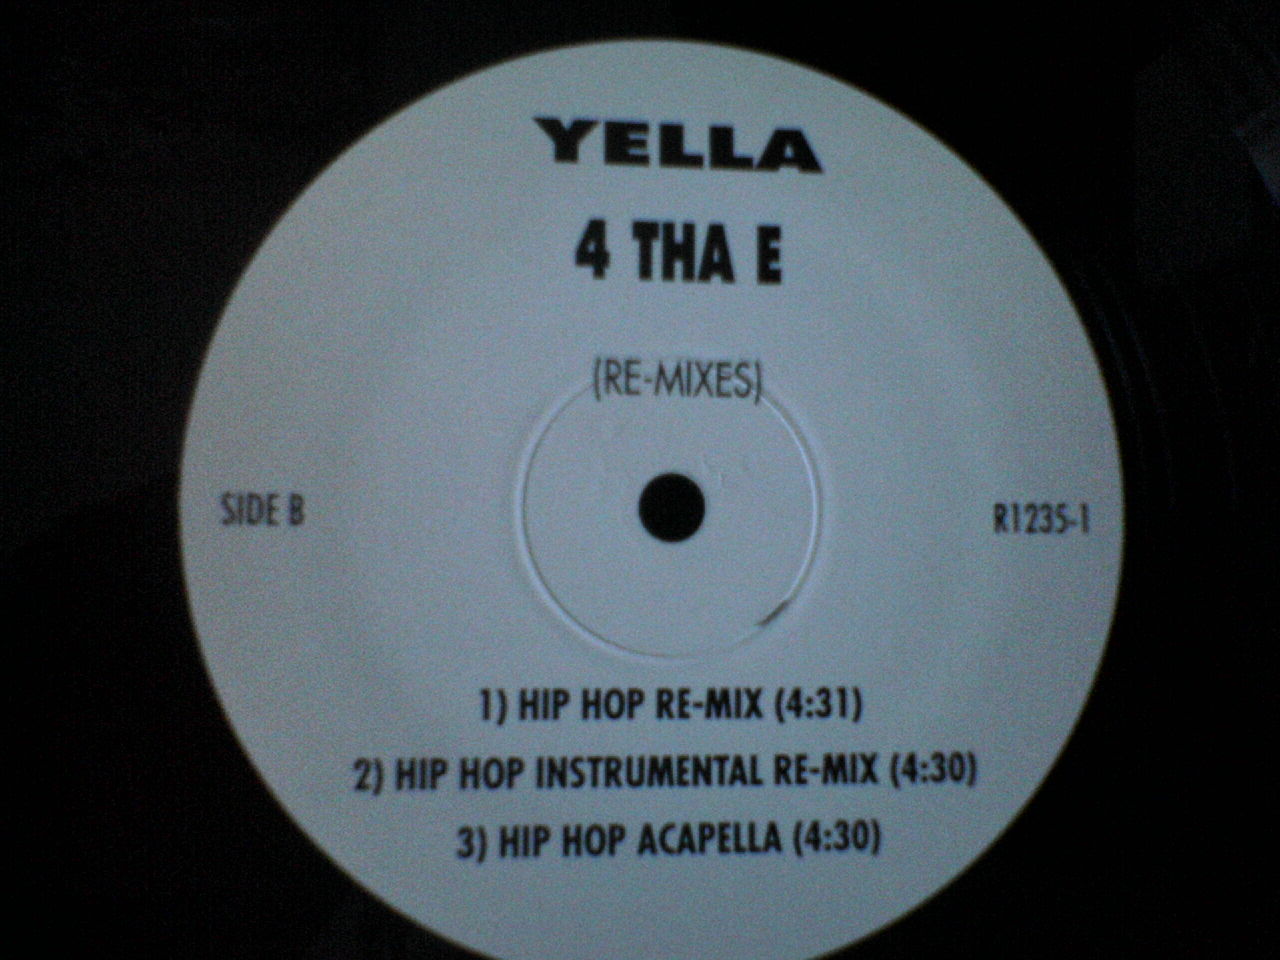 YELLA
4 THA E
(RE-MIXES)
SIDE B
R1235-1
1) HIP HOP RE-MIX (4:31)
2) HIP HOP INSTRUMENTAL RE-MIX (4:30)
3) HIP HOP ACAPELLA (4:30)